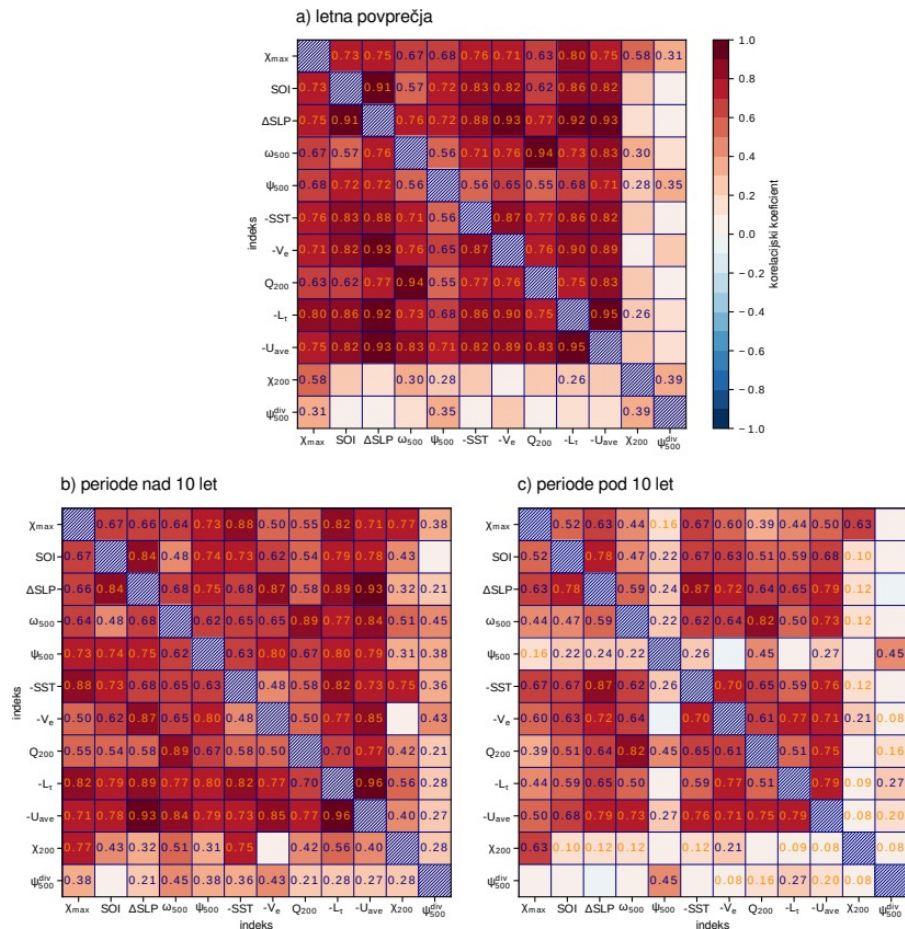 a) letna povprečja
χmax 0.73 0.75 0.67 0.68 0.76 0.71 0.63 0.80 0.75 0.58 0.31
SOI 0.73 0.91 0.57 0.72 0.83 0.82 0.62 0.86 0.82
ΔSLP 0.75 0.91 0.76 0.72 0.88 0.93 0.77 0.92 0.93
ω500 0.67 0.57 0.76 0.56 0.71 0.76 0.94 0.73 0.83 0.30
ψ500 0.68 0.72 0.72 0.56 0.56 0.65 0.55 0.68 0.71 0.28 0.35
-SST 0.76 0.83 0.88 0.71 0.56 0.87 0.77 0.86 0.82
-Ve 0.71 0.82 0.93 0.76 0.65 0.87 0.76 0.90 0.89
Q200 0.63 0.62 0.77 0.94 0.55 0.77 0.76 0.75 0.83
-Lτ 0.80 0.86 0.92 0.73 0.68 0.86 0.90 0.75 0.95 0.26
-Uave 0.75 0.82 0.93 0.83 0.71 0.82 0.89 0.83 0.95
χ200 0.58 0.30 0.28 0.26 0.39
ψ500div 0.31 0.35 0.39
χmax SOI ΔSLP ω500 ψ500 -SST -Ve Q200 -Lτ -Uave χ200 ψ500div
indeks
indeks
1.0
0.8
0.6
0.4
0.2
0.0
−0.2
−0.4
−0.6
−0.8
−1.0
korelacijski koeficient
b) periode nad 10 let
χmax 0.67 0.66 0.64 0.73 0.88 0.50 0.55 0.82 0.71 0.77 0.38
SOI 0.67 0.84 0.48 0.74 0.73 0.62 0.54 0.79 0.78 0.43
ΔSLP 0.66 0.84 0.68 0.75 0.68 0.87 0.58 0.89 0.93 0.32 0.21
ω500 0.64 0.48 0.68 0.62 0.65 0.65 0.89 0.77 0.84 0.51 0.45
ψ500 0.73 0.74 0.75 0.62 0.63 0.80 0.67 0.80 0.79 0.31 0.38
-SST 0.88 0.73 0.68 0.65 0.63 0.48 0.58 0.82 0.73 0.75 0.36
-Ve 0.50 0.62 0.87 0.65 0.80 0.48 0.50 0.77 0.85 0.43
Q200 0.55 0.54 0.58 0.89 0.67 0.58 0.50 0.70 0.77 0.42 0.21
-Lτ 0.82 0.79 0.89 0.77 0.80 0.82 0.77 0.70 0.96 0.56 0.28
-Uave 0.71 0.78 0.93 0.84 0.79 0.73 0.85 0.77 0.96 0.40 0.27
χ200 0.77 0.43 0.32 0.51 0.31 0.75 0.42 0.56 0.40 0.28
ψ500div 0.38 0.21 0.45 0.38 0.36 0.43 0.21 0.28 0.27 0.28
χmax SOI ΔSLP ω500 ψ500 -SST -Ve Q200 -Lτ -Uave χ200 ψ500div
indeks
indeks
c) periode pod 10 let
χmax 0.52 0.63 0.44 0.16 0.67 0.60 0.39 0.44 0.50 0.63
SOI 0.52 0.78 0.47 0.22 0.67 0.63 0.51 0.59 0.68 0.10
ΔSLP 0.63 0.78 0.59 0.24 0.87 0.72 0.64 0.65 0.79 0.12
ω500 0.44 0.47 0.59 0.22 0.62 0.64 0.82 0.50 0.73 0.12
ψ500 0.16 0.22 0.24 0.22 0.26 0.45 0.27 0.45
-SST 0.67 0.67 0.87 0.62 0.26 0.70 0.65 0.59 0.76 0.12
-Ve 0.60 0.63 0.72 0.64 0.70 0.61 0.77 0.71 0.21 0.08
Q200 0.39 0.51 0.64 0.82 0.45 0.65 0.61 0.51 0.75 0.16
-Lτ 0.44 0.59 0.65 0.50 0.59 0.77 0.51 0.79 0.09 0.27
-Uave 0.50 0.68 0.79 0.73 0.27 0.76 0.71 0.75 0.79 0.08 0.20
χ200 0.63 0.10 0.12 0.12 0.12 0.21 0.09 0.08 0.08
ψ500div 0.45 0.08 0.16 0.27 0.20 0.08
χmax SOI ΔSLP ω500 ψ500 -SST -Ve Q200 -Lτ -Uave χ200 ψ500div
indeks